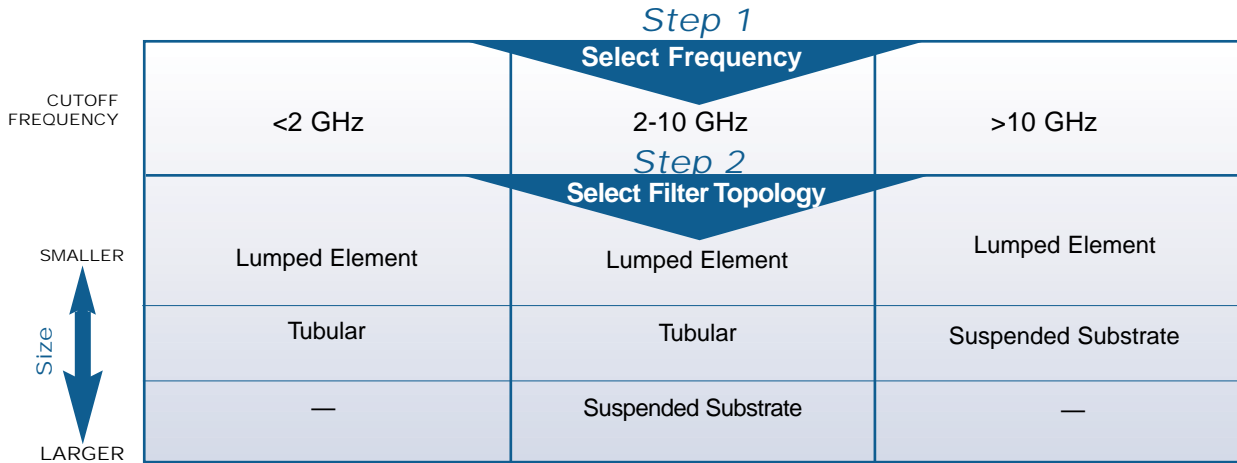 Step 1
Select Frequency
CUTOFF
FREQUENCY
<2 GHz
2-10 GHz
>10 GHz
Step 2
Select Filter Topology
SMALLER
Lumped Element
Lumped Element
Lumped Element
Size
Tubular
Tubular
Suspended Substrate
—
Suspended Substrate
—
LARGER